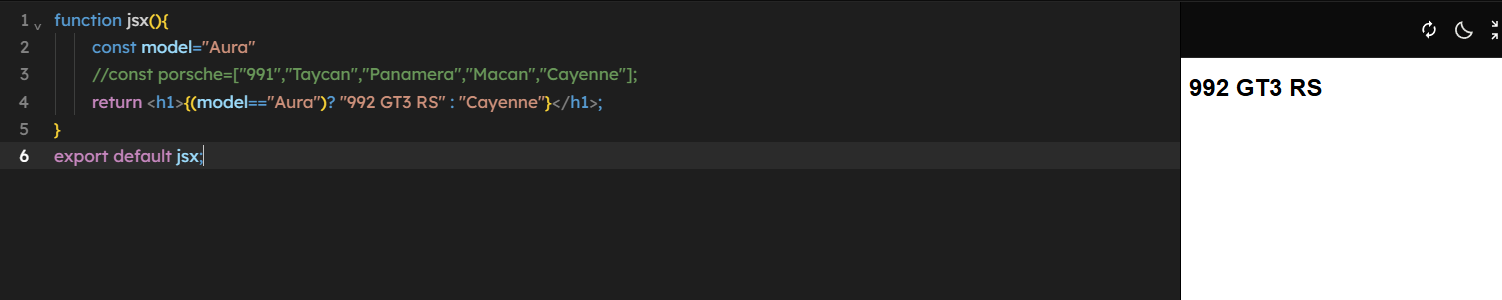 1 function jsx(){
2 const model="Aura"
3 //const porsche=["991","Taycan","Panamera","Macan","Cayenne"];
4 return <h1>{(model=="Aura")? "992 GT3 RS" : "Cayenne"}</h1>;
5 }
6 export default jsx;
992 GT3 RS